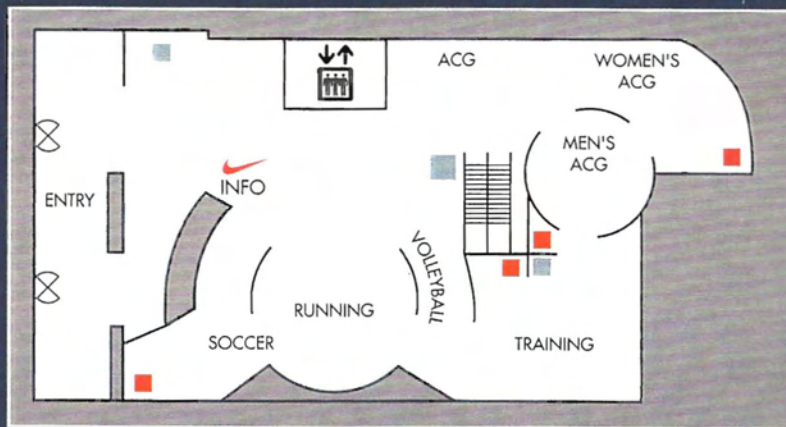 ACG
WOMEN'S
ACG
MEN'S
ACG
INFO
ENTRY
VOLLEYBALL
RUNNING
SOCCER
TRAINING